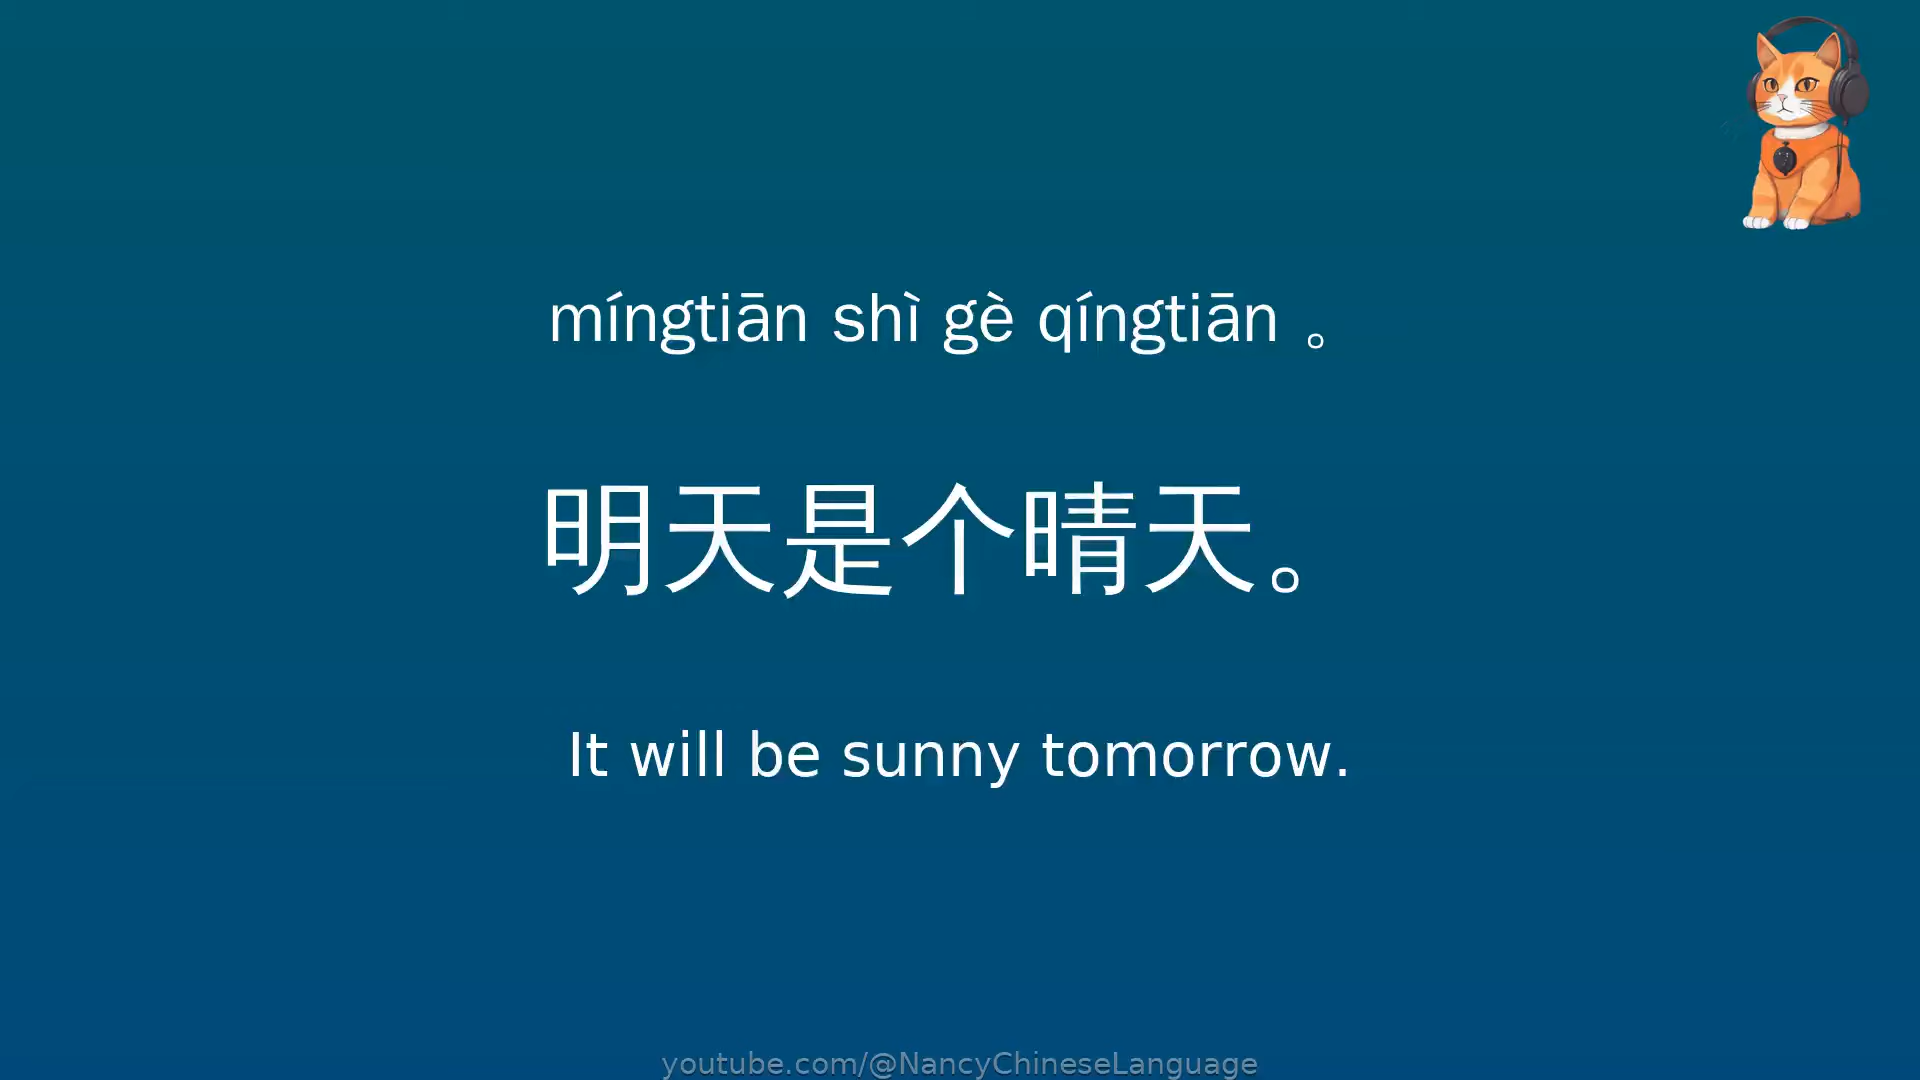 míngtiān shì gè qíngtiān 。
明天是个晴天。
It will be sunny tomorrow.
youtube.com/@NancyChineseLanguage